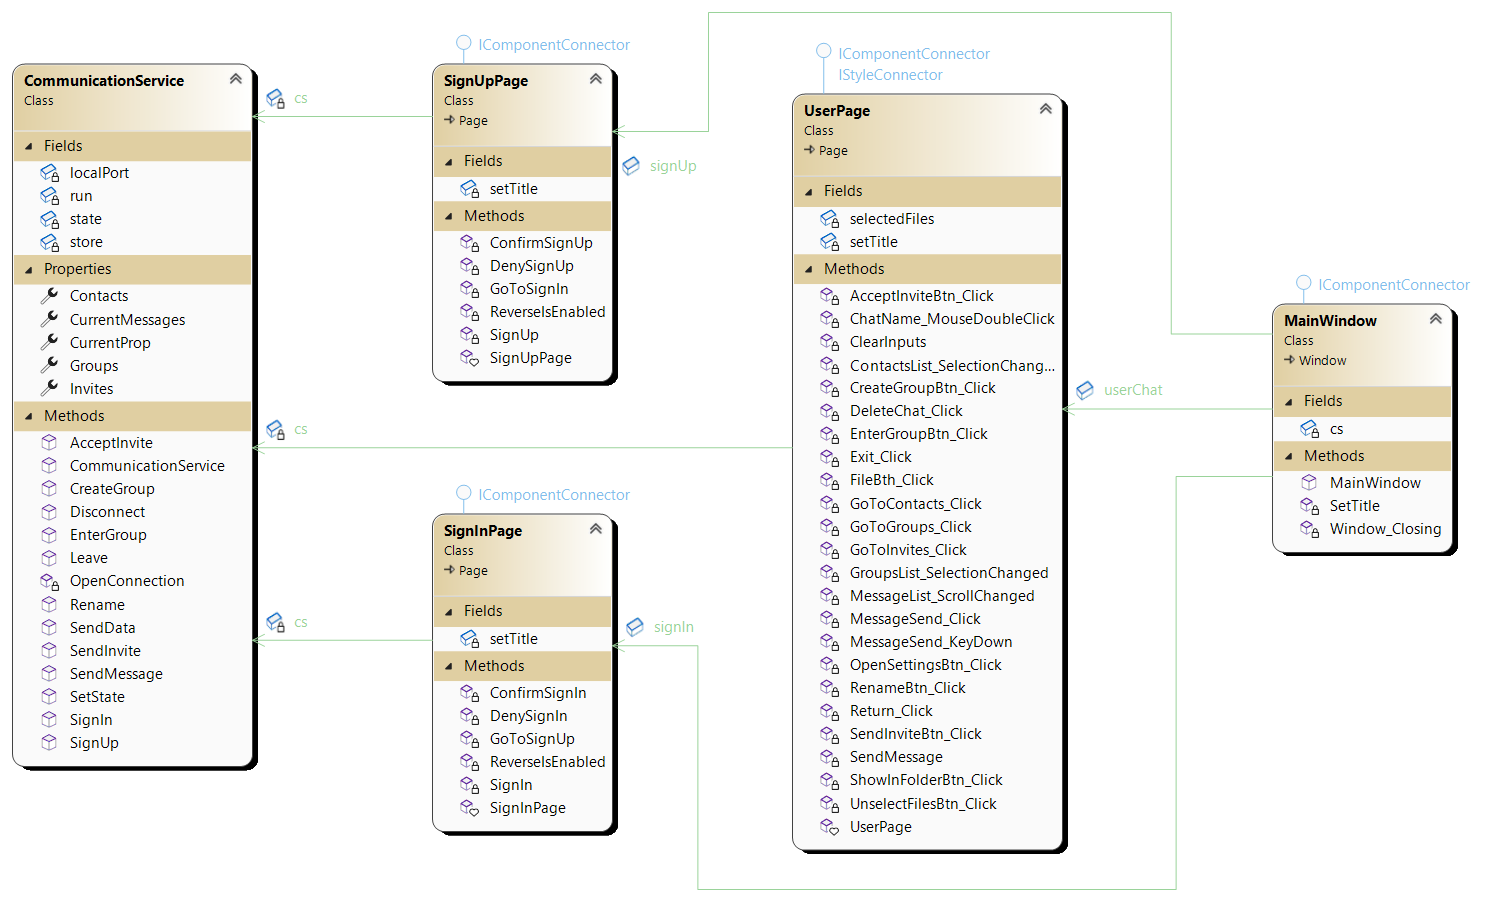 CommunicationService
Class
Fields
localPort
run
state
store
Properties
Contacts
CurrentMessages
CurrentProp
Groups
Invites
Methods
AcceptInvite
CommunicationService
CreateGroup
Disconnect
EnterGroup
Leave
OpenConnection
Rename
SendData
SendInvite
SendMessage
SetState
SignIn
SignUp
cs
cs
cs
IComponentConnector
SignUpPage
Class
Page
Fields
setTitle
Methods
ConfirmSignUp
DenySignUp
GoToSignIn
ReverseIsEnabled
SignUp
SignUpPage
signUp
IComponentConnector
SignInPage
Class
Page
Fields
setTitle
Methods
ConfirmSignIn
DenySignIn
GoToSignUp
ReverseIsEnabled
SignIn
SignInPage
signIn
IComponentConnector
IStyleConnector
UserPage
Class
Page
Fields
selectedFiles
setTitle
Methods
AcceptInviteBtn_Click
ChatName_MouseDoubleClick
ClearInputs
ContactsList_SelectionChang...
CreateGroupBtn_Click
DeleteChat_Click
EnterGroupBtn_Click
Exit_Click
FileBth_Click
GoToContacts_Click
GoToGroups_Click
GoToInvites_Click
GroupsList_SelectionChanged
MessageList_ScrollChanged
MessageSend_Click
MessageSend_KeyDown
OpenSettingsBtn_Click
RenameBtn_Click
Return_Click
SendInviteBtn_Click
SendMessage
ShowInFolderBtn_Click
UnselectFilesBtn_Click
UserPage
userChat
IComponentConnector
MainWindow
Class
Window
Fields
cs
Methods
MainWindow
SetTitle
Window_Closing